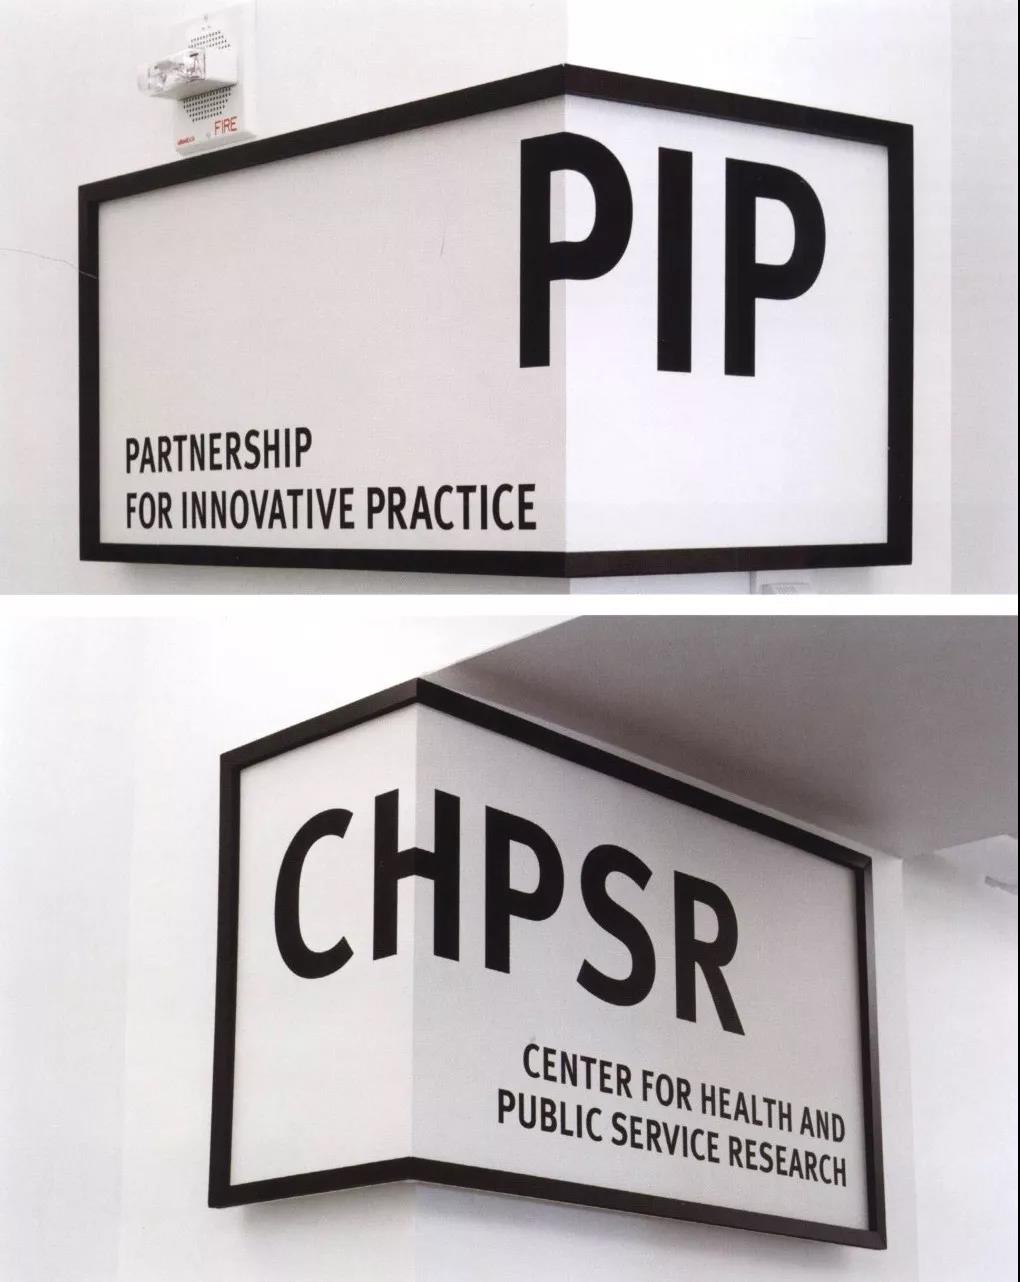 FIRE
PIP
PARTNERSHIP
FOR INNOVATIVE PRACTICE
CHPSR
CENTER FOR HEALTH AND
PUBLIC SERVICE RESEARCH